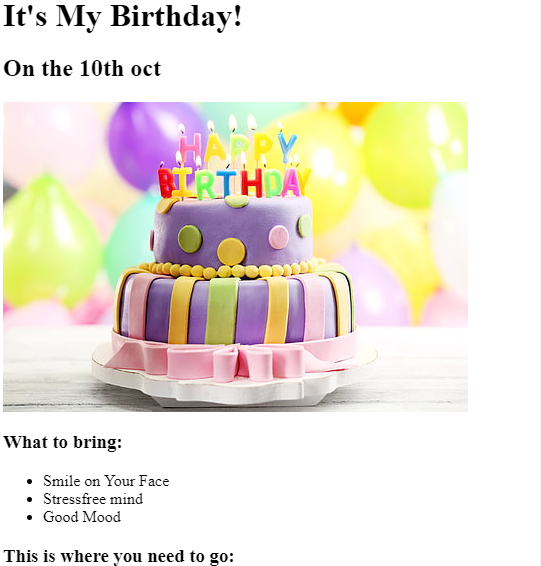 It's My Birthday!
On the 10th oct
HAPPY
BIRTHDAY
What to bring:
Smile on Your Face
Stressfree mind
Good Mood
This is where you need to go: